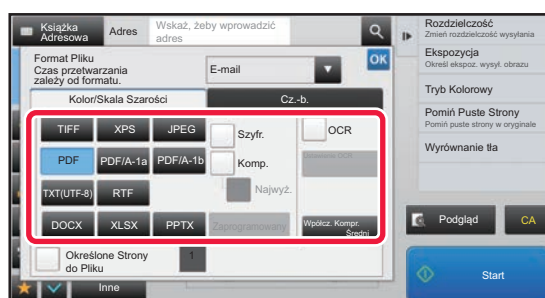 Książka
Adresowa
Adres
Wskaż, żeby wprowadzić
adres
Format Pliku
Czas przetwarzania
zależy od formatu.
E-mail
OK
Kolor/Skala Szarości
Cz.-b.
TIFF
XPS
JPEG
Szyfr.
OCR
PDF
PDF/A-1a
PDF/A-1b
Komp.
Ustawienia OCR
TXT(UTF-8)
RTF
Najwyż.
DOCX
XLSX
PPTX
Zaprogramowany
Wpółcz. Kompr.
Średni
Określone Strony
do Pliku
1
Inne
Rozdzielczość
Zmień rozdzielczość wysyłania
Ekspozycja
Określ ekspoz. wysył. obrazu
Tryb Kolorowy
Pomiń Puste Strony
Pomiń puste strony w oryginale
Wyrównanie tła
Podgląd
CA
Start